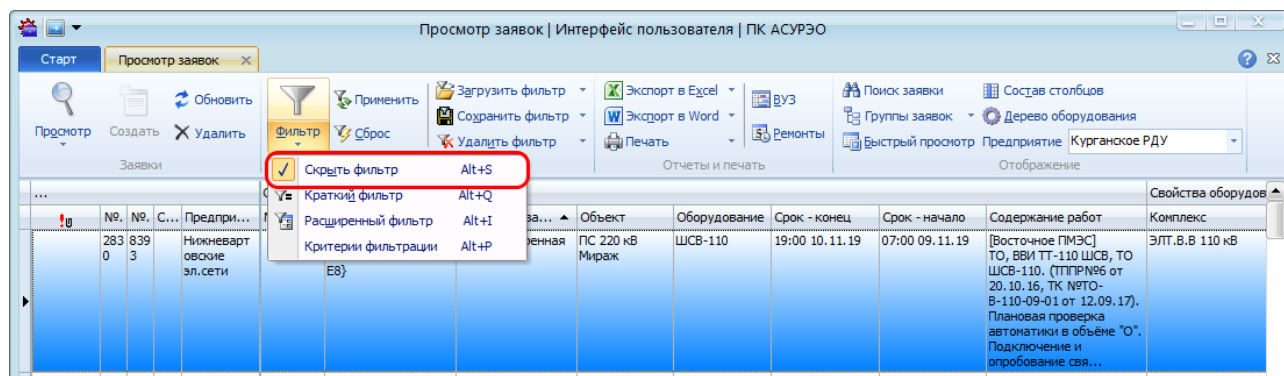 Просмотр заявок | Интерфейс пользователя | ПК АСУРЭО
Старт
Просмотр заявок
Просмотр
Создать
Обновить
Удалить
Заявки
Фильтр
Применить
Сброс
Загрузить фильтр
Сохранить фильтр
Удалить фильтр
Экспорт в Excel
Экспорт в Word
Печать
ВУЗ
Ремонты
Отчеты и печать
Поиск заявки
Группы заявок
Быстрый просмотр
Состав столбцов
Дерево оборудования
Предприятие Курганское РДУ
Отображение
Скрыть фильтр Alt+S
Краткий фильтр Alt+Q
Расширенный фильтр Alt+I
Критерии фильтрации Alt+P
...
Свойства оборудов
№. №. С... Предпри... Объект Оборудование Срок - конец Срок - начало Содержание работ Комплекс
283 839 Нижневарт ПС 220 кВ ШСВ-110 19:00 10.11.19 07:00 09.11.19 [Восточное ПМЭС] ЭЛТ.В.В 110 кВ
0 3 овские Мираж ТО, ВВИ ТТ-110 ШСВ, ТО
эл.сети E8} ШСВ-110. (ТППР№6 от
20.10.16, ТК №ТО-
В-110-09-01 от 12.09.17).
Плановая проверка
автоматики в объёме "О".
Подключение и
опробование свя...